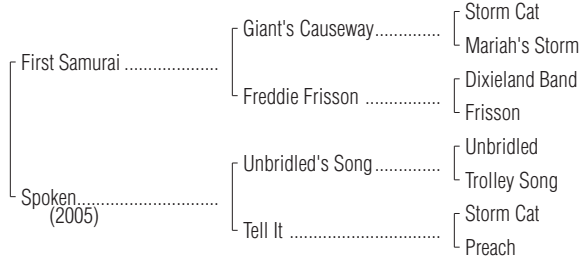 Storm Cat
Giant's Causeway..............
Mariah's Storm
First Samurai ....................
Dixieland Band
Freddie Frisson ................
Frisson
Unbridled
Unbridled's Song..............
Trolley Song
Spoken..............................
(2005)
Storm Cat
Tell It ................................
Preach